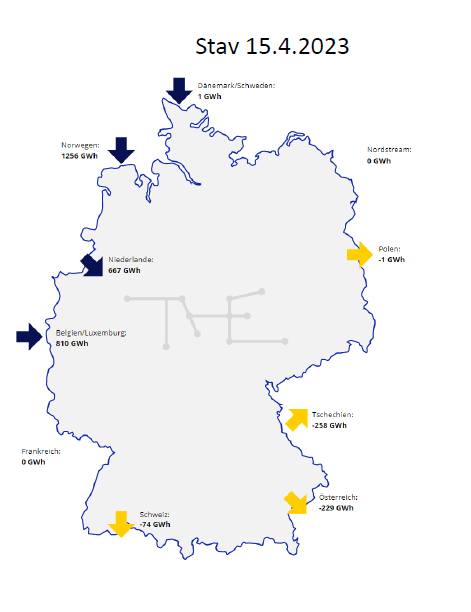 Stav 15.4.2023
Dänemark/Schweden:
1 GWh
Norwegen:
1256 GWh
Nordstream:
0 GWh
Polen:
-1 GWh
Niederlande:
667 GWh
Belgien/Luxemburg:
810 GWh
Tschechien:
-258 GWh
Frankreich:
0 GWh
Österreich:
-229 GWh
Schweiz:
-74 GWh